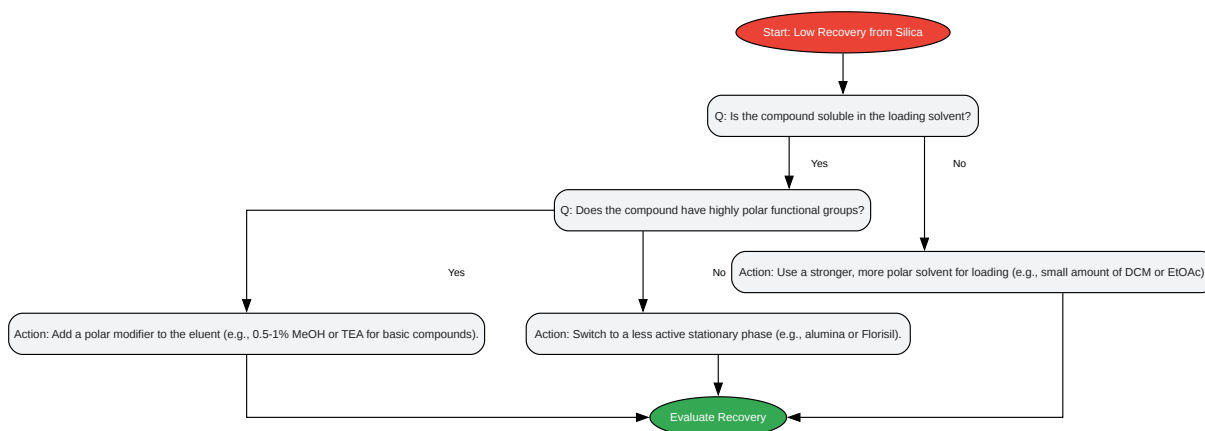 Start: Low Recovery from Silica
Q: Is the compound soluble in the loading solvent?
Yes
No
Q: Does the compound have highly polar functional groups?
Yes
No
Action: Use a stronger, more polar solvent for loading (e.g., small amount of DCM or EtOAc)
Action: Add a polar modifier to the eluent (e.g., 0.5-1% MeOH or TEA for basic compounds).
Action: Switch to a less active stationary phase (e.g., alumina or Florisil).
Evaluate Recovery